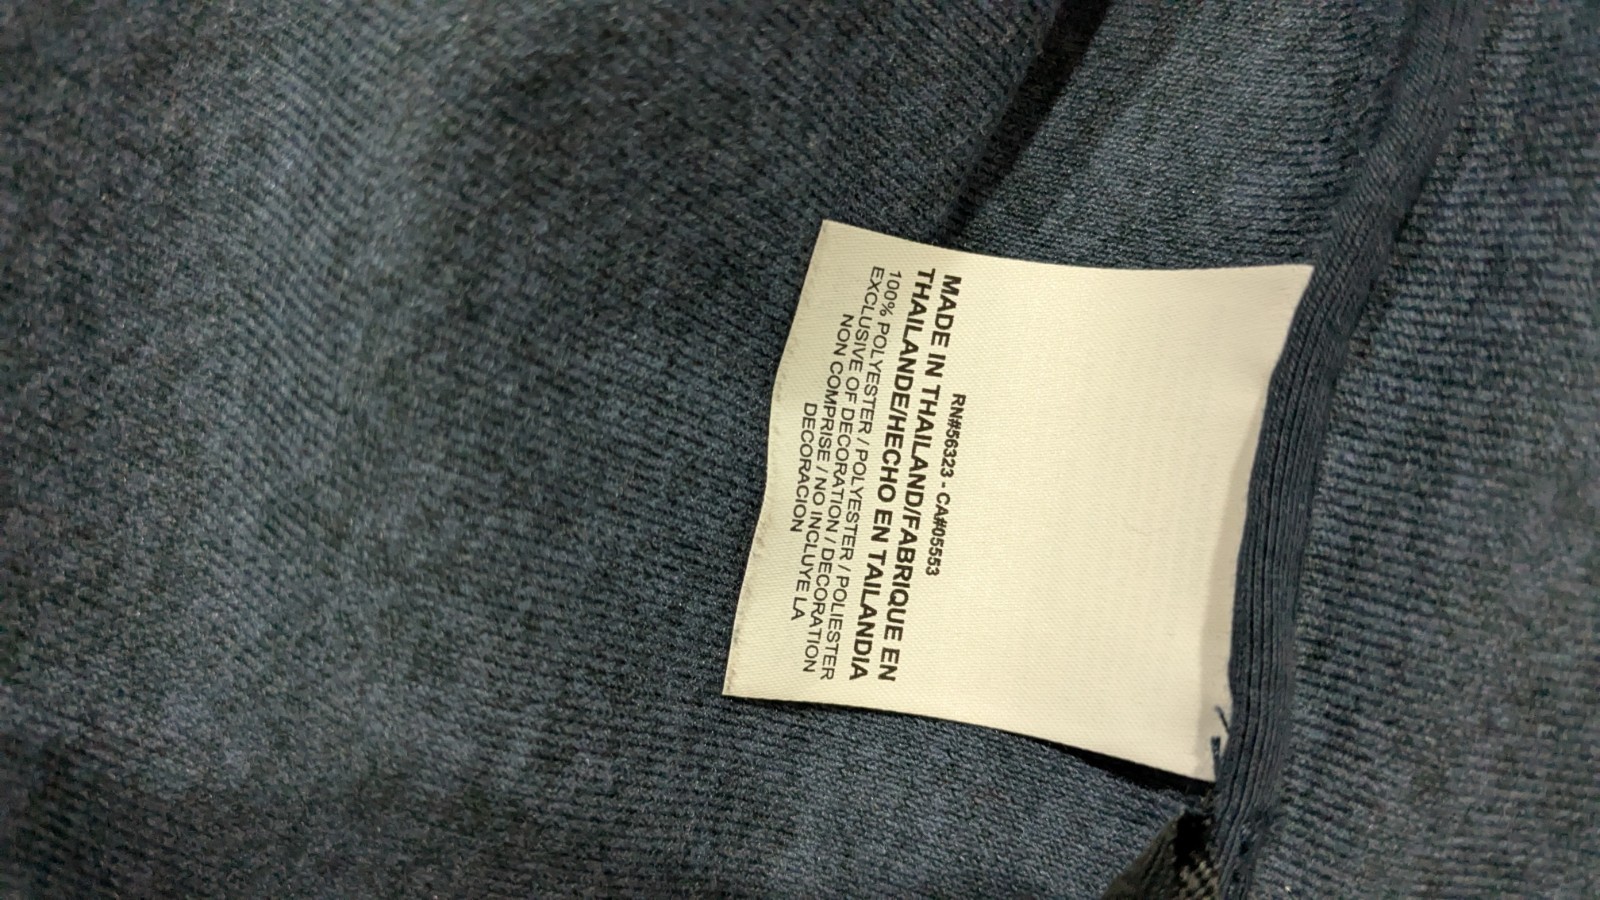 RN#56323 - CA#05553
MADE IN THAILAND/FABRIQUE EN
THAILANDE/HECHO EN TAILANDIA
100% POLYESTER / POLYESTER / POLIESTER
EXCLUSIVE OF DECORATION / DECORATION
NON COMPRISE / NO INCLUYE LA
DECORACION